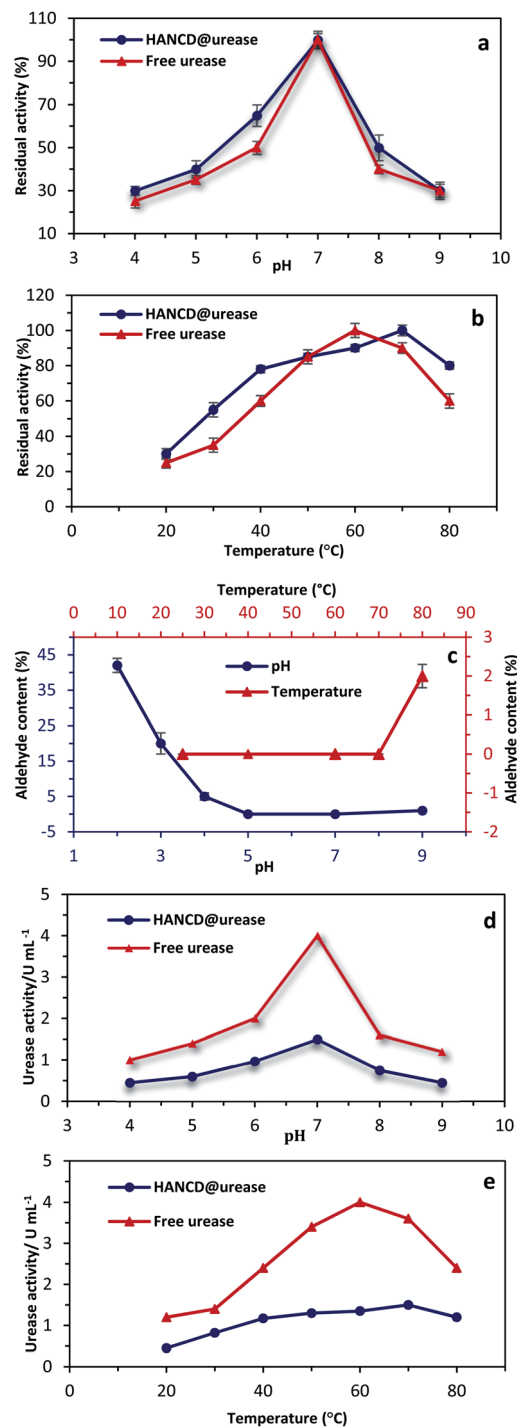 110
90
70
50
30
10
Residual activity (%)
HANCD@urease
Free urease
a
3 4 5 6 7 8 9 10
pH
120
100
80
60
40
20
0
Residual activity (%)
HANCD@urease
Free urease
b
0 20 40 60 80
Temperature (°C)
Temperature (°C)
0 10 20 30 40 50 60 70 80 90
45
35
25
15
5
-5
Aldehyde content (%)
pH
Temperature
c
3
2
1
0
-1
-2
Aldehyde content (%)
1 3 5 7 9
pH
5
4
3
2
1
0
Urease activity/U mL-1
HANCD@urease
Free urease
d
3 4 5 6 7 8 9 10
pH
5
4
3
2
1
0
Urease activity/ U mL-1
HANCD@urease
Free urease
e
0 20 40 60 80
Temperature (°C)